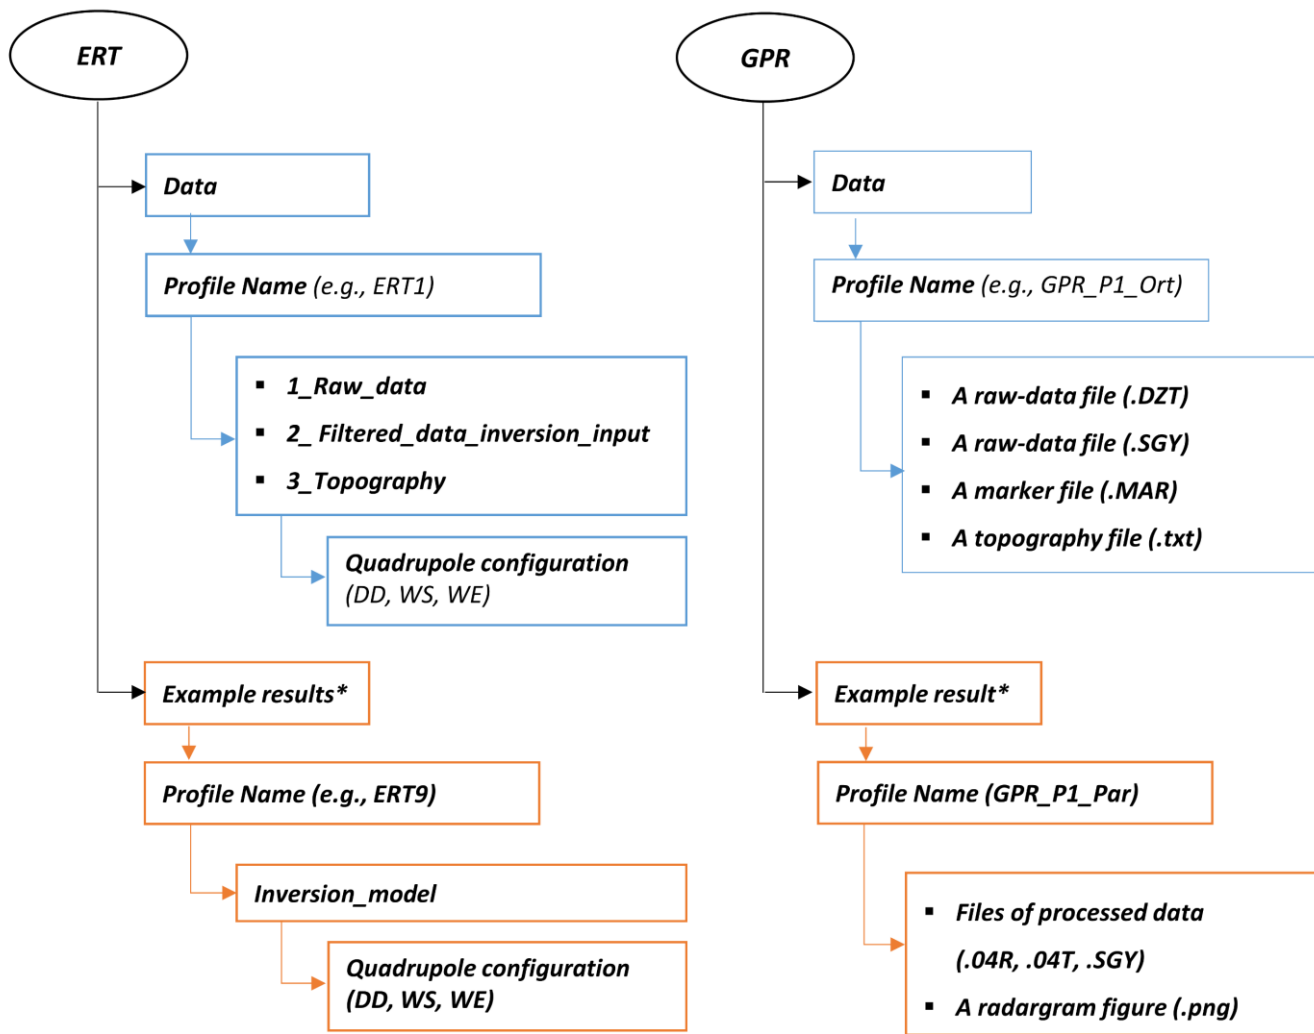 ERT
Data
Profile Name (e.g., ERT1)
▪ 1_Raw_data
▪ 2_ Filtered_data_inversion_input
▪ 3_Topography
Quadrupole configuration
(DD, WS, WE)
Example results*
Profile Name (e.g., ERT9)
Inversion_model
Quadrupole configuration
(DD, WS, WE)
GPR
Data
Profile Name (e.g., GPR_P1_Ort)
▪ A raw-data file (.DZT)
▪ A raw-data file (.SGY)
▪ A marker file (.MAR)
▪ A topography file (.txt)
Example result*
Profile Name (GPR_P1_Par)
▪ Files of processed data
(.04R, .04T, .SGY)
▪ A radargram figure (.png)